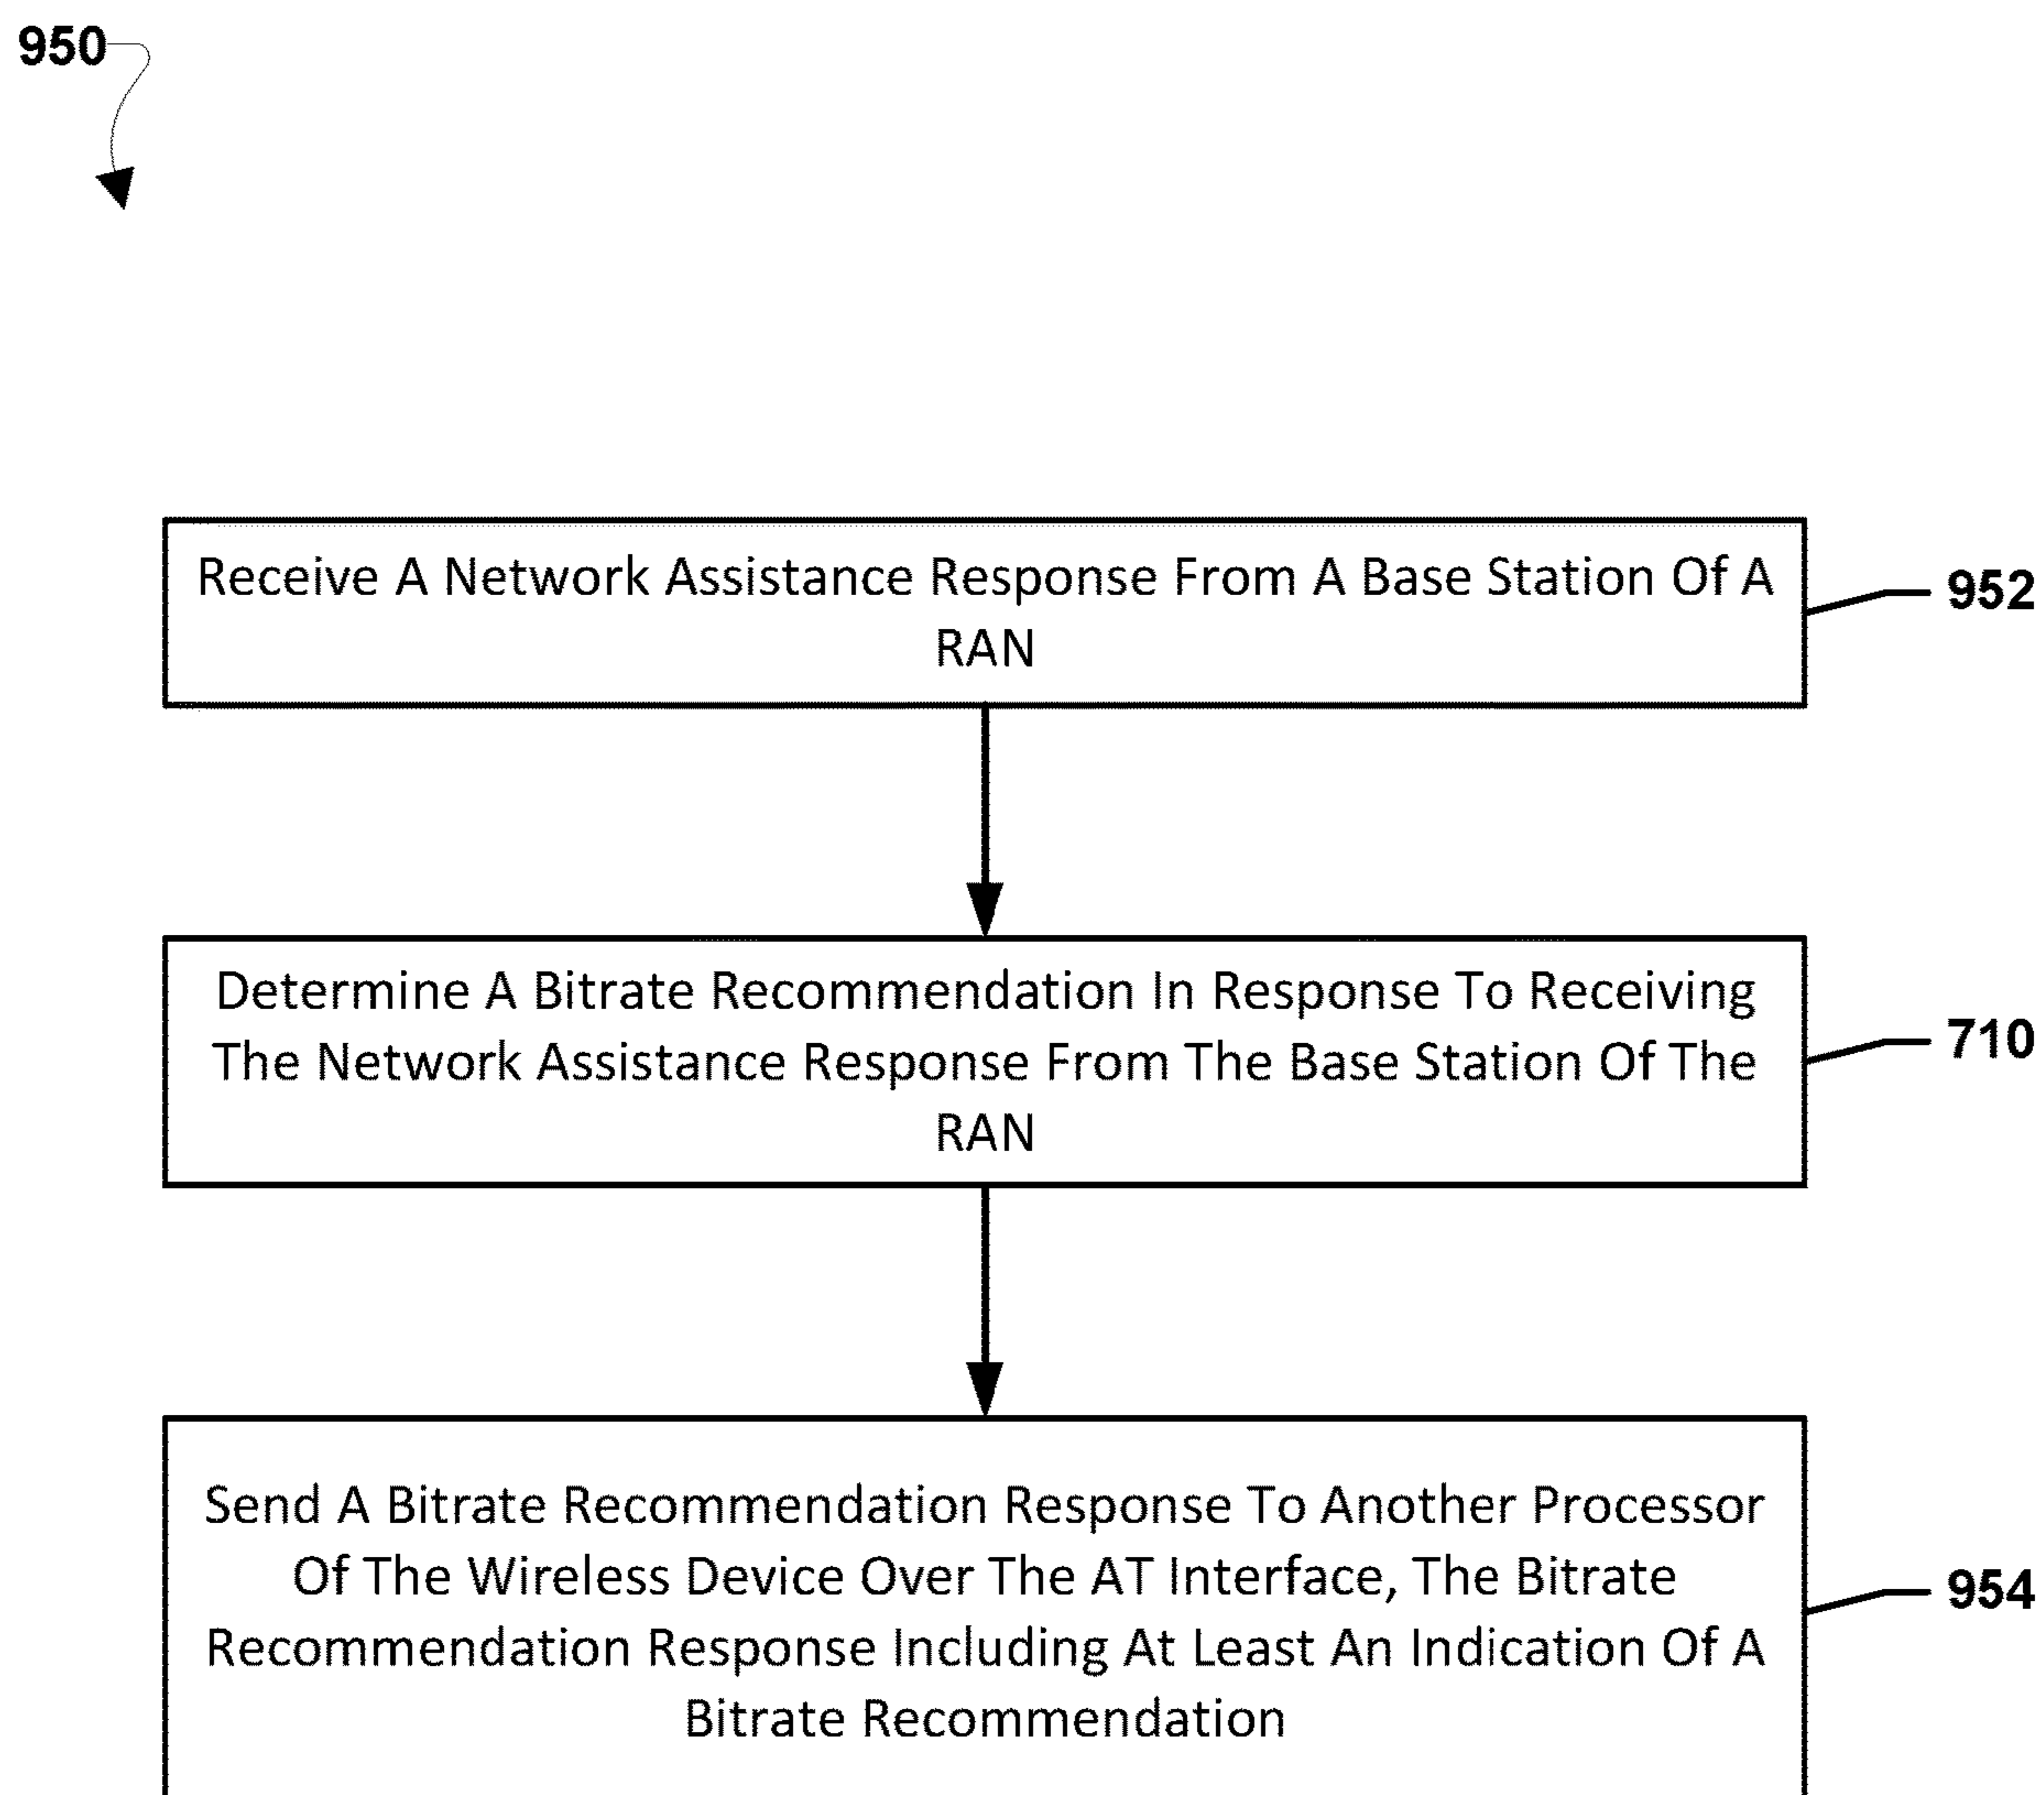 950
Receive A Network Assistance Response From A Base Station Of A
RAN
952
Determine A Bitrate Recommendation In Response To Receiving
The Network Assistance Response From The Base Station Of The
RAN
710
Send A Bitrate Recommendation Response To Another Processor
Of The Wireless Device Over The AT Interface, The Bitrate
Recommendation Response Including At Least An Indication Of A
Bitrate Recommendation
954